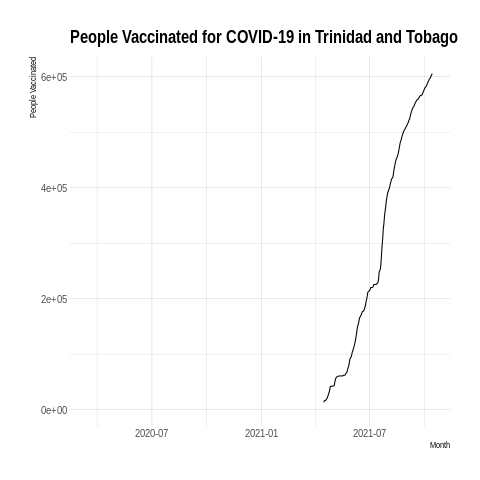 People Vaccinated for COVID-19 in Trinidad and Tobago
People Vaccinated
6e+05
4e+05
2e+05
0e+00
2020-07 2021-01 2021-07
Month